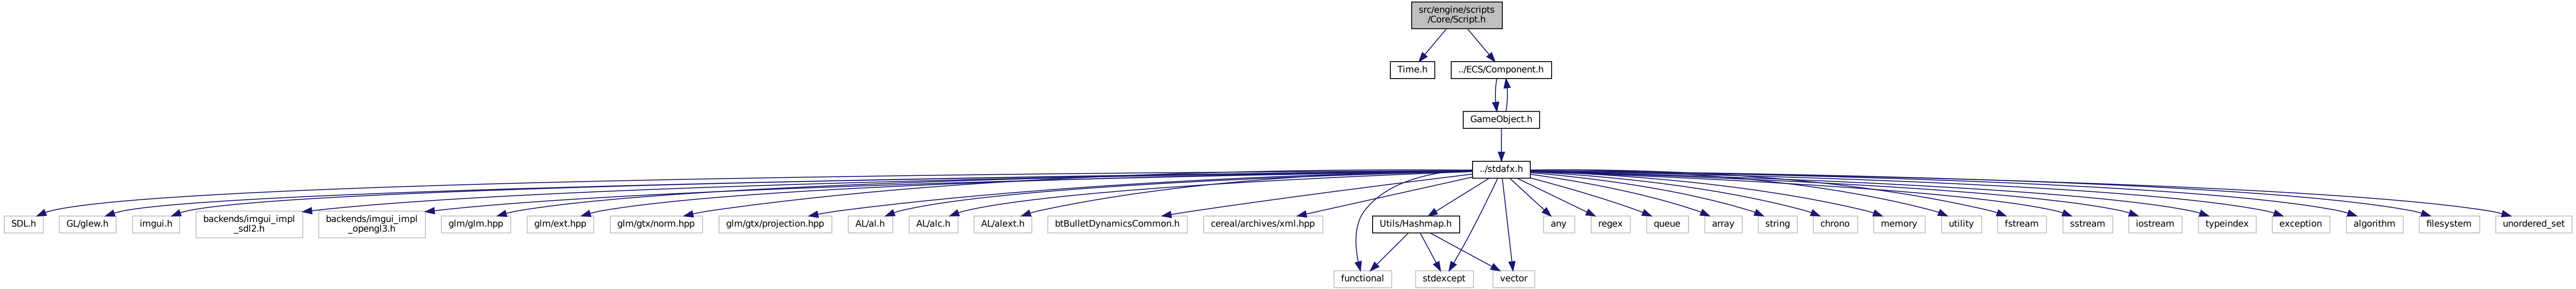 src/engine/scripts
/Core/Script.h
Time.h
../ECS/Component.h
GameObject.h
../stdafx.h
SDL.h
GL/glew.h
imgui.h
backends/imgui_impl
_sdl2.h
backends/imgui_impl
_opengl3.h
glm/glm.hpp
glm/ext.hpp
glm/gtx/norm.hpp
glm/gtx/projection.hpp
AL/al.h
AL/alc.h
AL/alext.h
btBulletDynamicsCommon.h
cereal/archives/xml.hpp
Utils/Hashmap.h
any
regex
queue
array
string
chrono
memory
utility
fstream
sstream
iostream
typeindex
exception
algorithm
filesystem
unordered_set
functional
stdexcept
vector